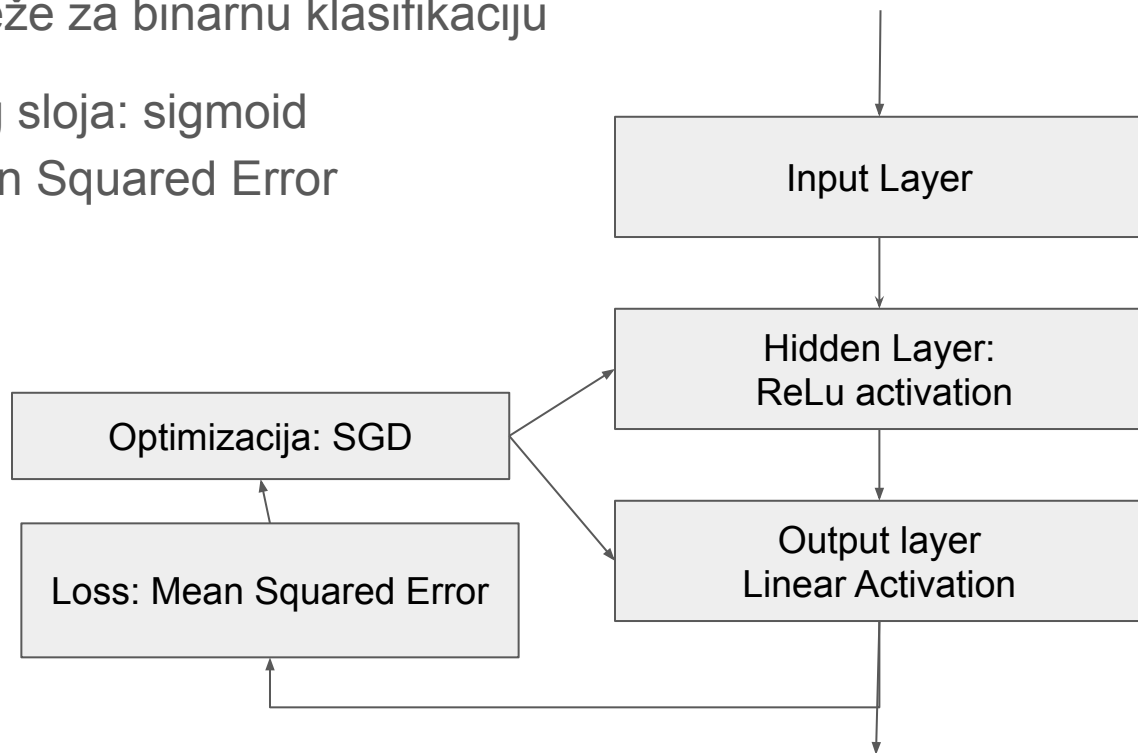 eže za binarnu klasifikaciju
g sloja: sigmoid
n Squared Error
Input Layer
Hidden Layer:
ReLu activation
Optimizacija: SGD
Output layer
Linear Activation
Loss: Mean Squared Error